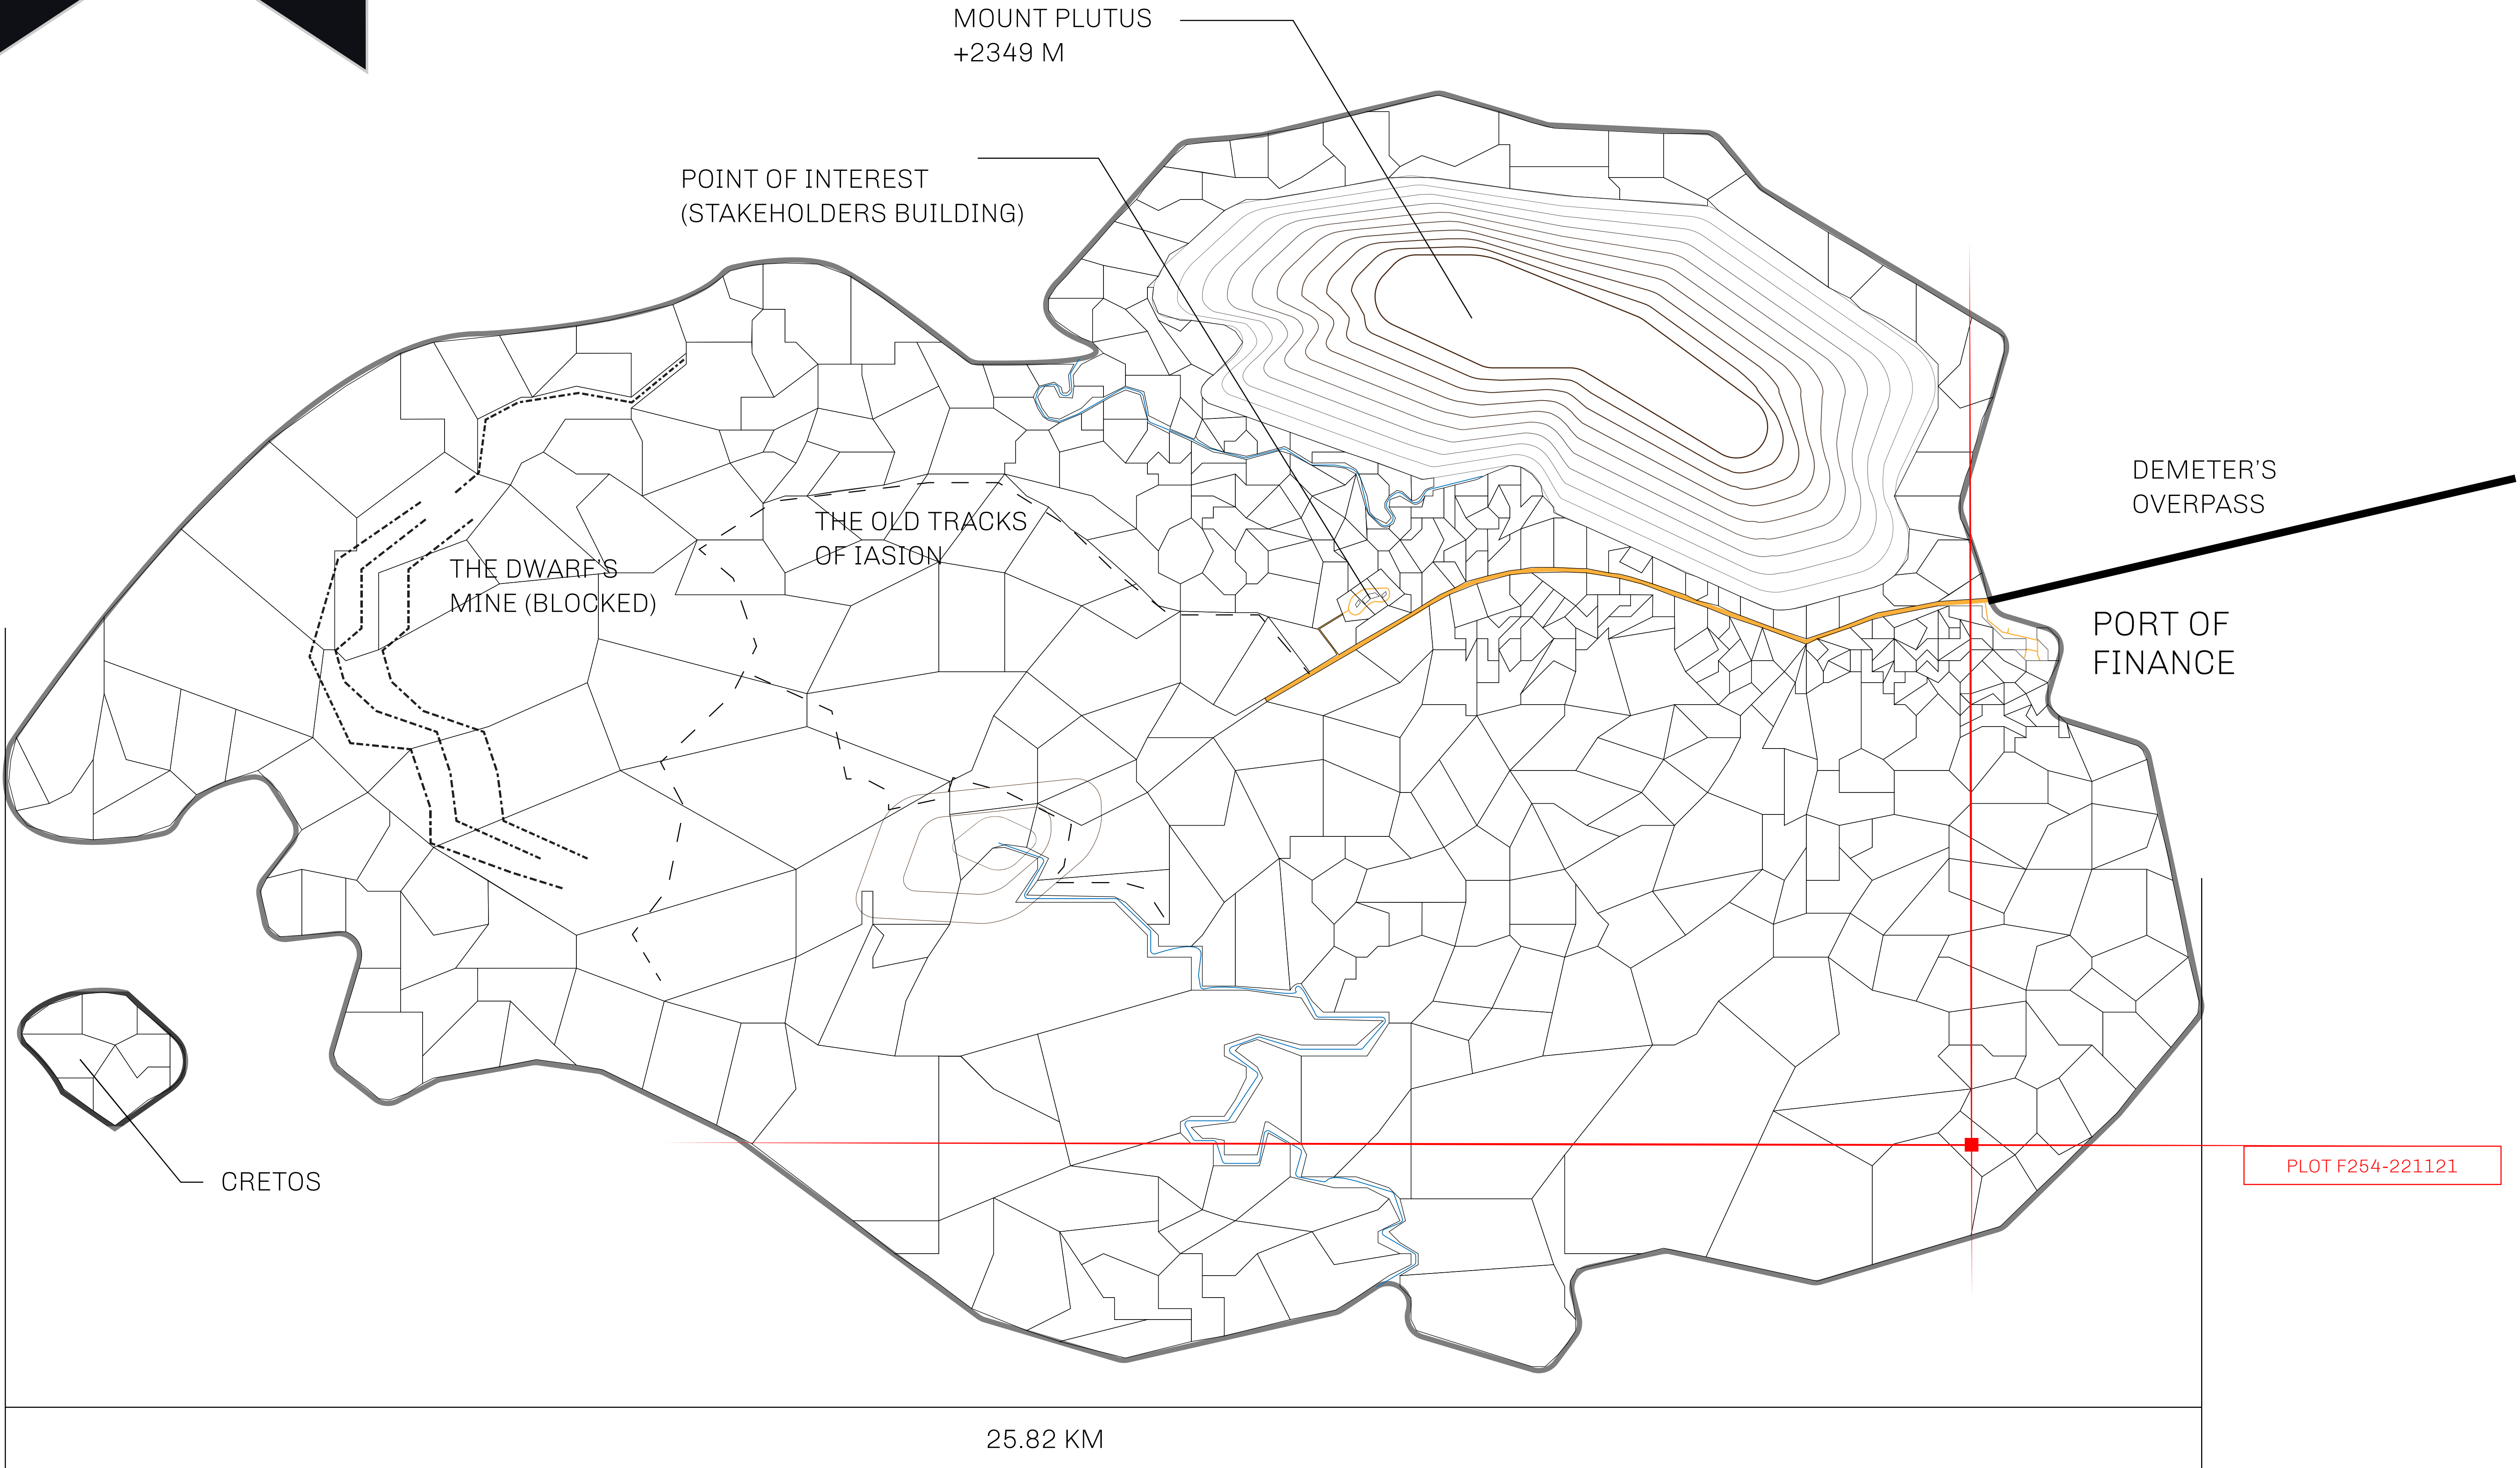 MOUNT PLUTUS
+2349 M
POINT OF INTEREST
(STAKEHOLDERS BUILDING)
DEMETER'S
OVERPASS
THE OLD TRACKS
OF IASION
THE DWARF'S
MINE (BLOCKED)
PORT OF
FINANCE
PLOT F254-221121
CRETOS
25.82 KM